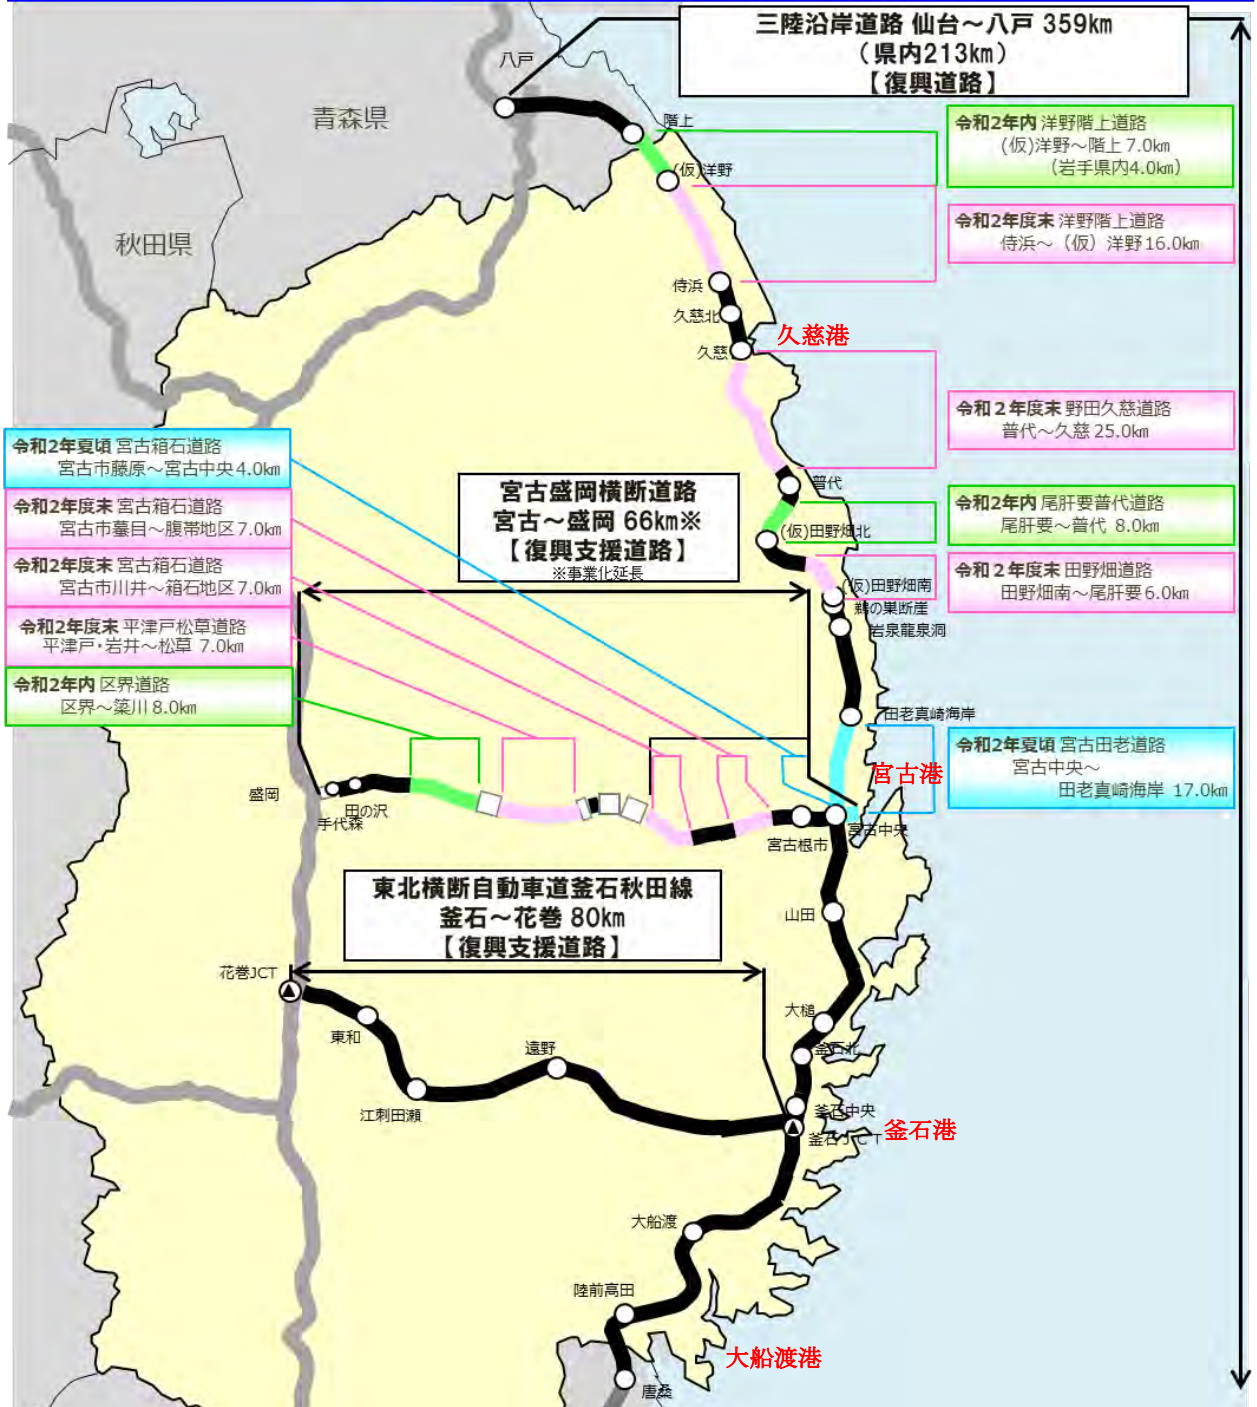 三陸沿岸道路 仙台～八戸 359km
（県内213km）
【復興道路】
八戸
青森県
秋田県
階上
(仮)洋野
侍浜
久慈北
久慈
久慈港
普代
(仮)田野畑北
(仮)田野畑南
鵜の巣断崖
岩泉龍泉洞
田老真崎海岸
令和2年内 洋野階上道路
(仮)洋野～階上 7.0km
（岩手県内4.0km）
令和2年度末 洋野階上道路
侍浜～（仮）洋野16.0km
令和２年度末 野田久慈道路
普代～久慈 25.0km
令和2年内 尾肝要普代道路
尾肝要～普代 8.0km
令和２年度末 田野畑道路
田野畑南～尾肝要6.0km
令和2年夏頃 宮古田老道路
宮古中央～
田老真崎海岸 17.0km
令和2年夏頃 宮古箱石道路
宮古市藤原～宮古中央4.0km
令和2年度末 宮古箱石道路
宮古市蟇目～腹帯地区7.0km
令和2年度末 宮古箱石道路
宮古市川井～箱石地区7.0km
令和2年度末 平津戸松草道路
平津戸・岩井～松草 7.0km
令和2年内 区界道路
区界～簗川 8.0km
宮古盛岡横断道路
宮古～盛岡 66km※
【復興支援道路】
※事業化延長
宮古港
盛岡
手代森
田の沢
宮古根市
宮古中央
東北横断自動車道釜石秋田線
釜石～花巻 80km
【復興支援道路】
山田
花巻JCT
大槌
東和
遠野
釜石北
江刺田瀬
釜石中央
釜石ＪＣＴ
釜石港
大船渡
陸前高田
大船渡港
唐桑